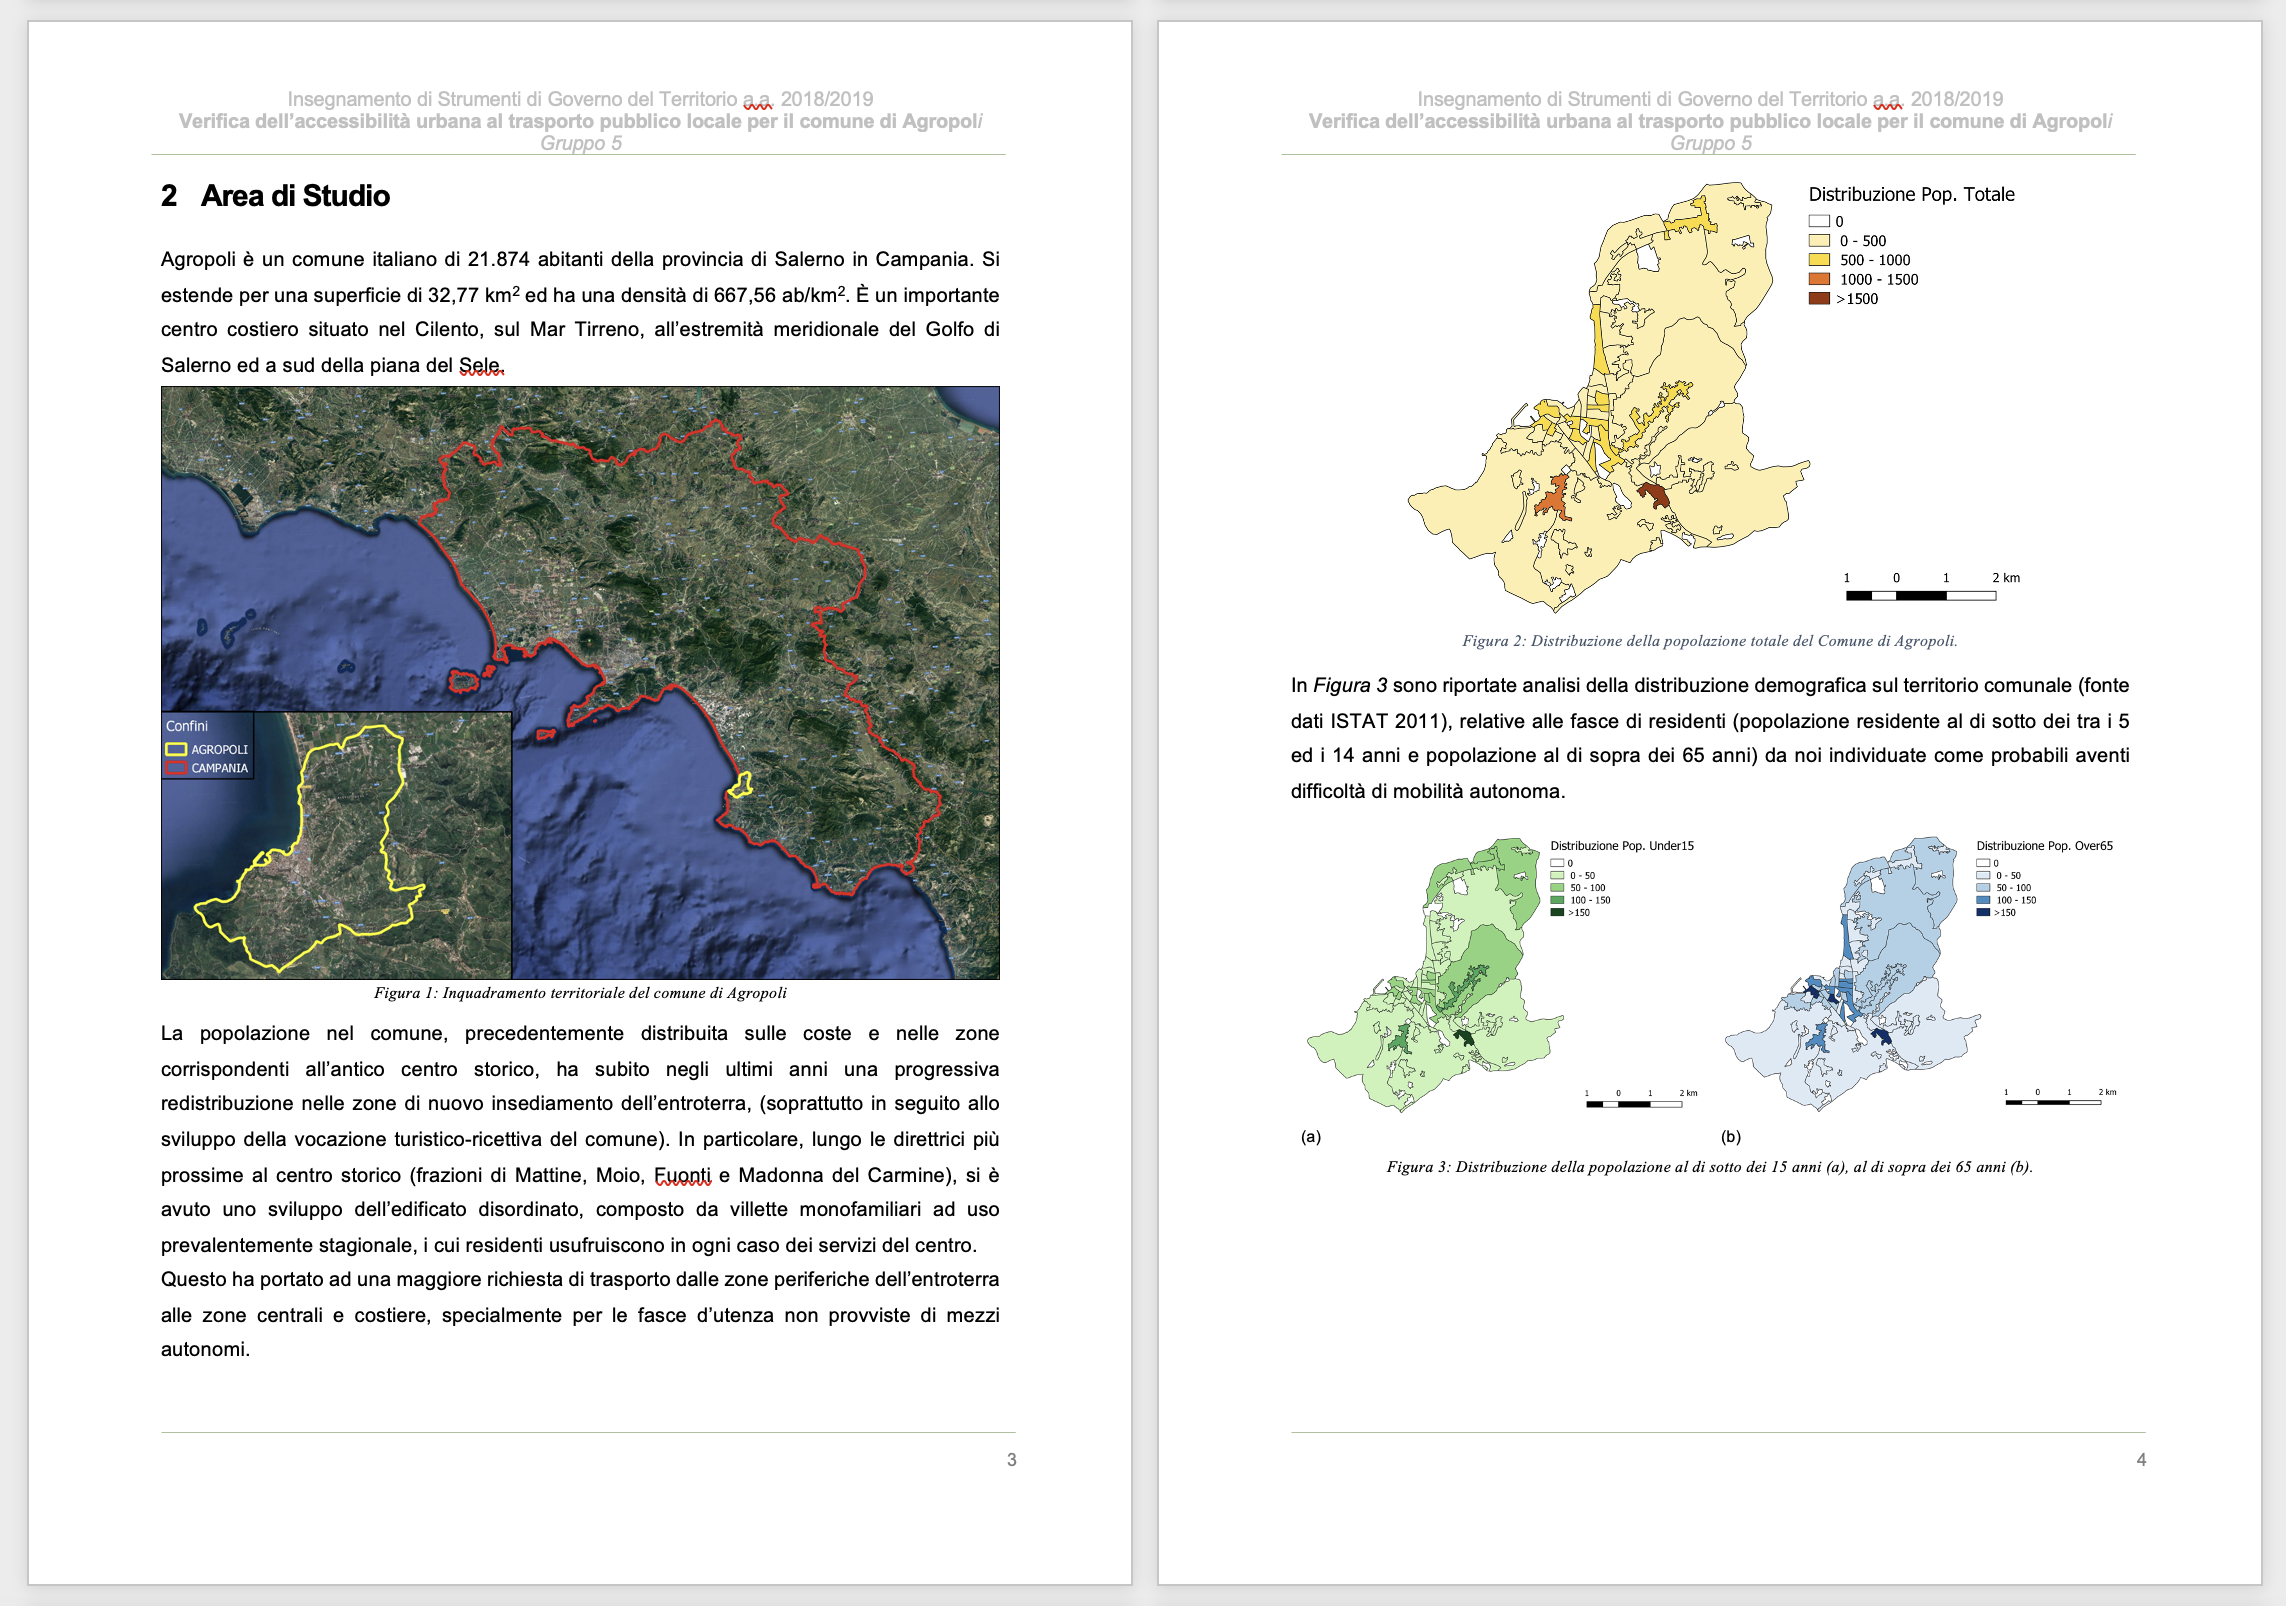 Insegnamento di Strumenti di Governo del Territorio a.a. 2018/2019
Verifica dell'accessibilità urbana al trasporto pubblico locale per il comune di Agropoli
Gruppo 5
2 Area di Studio
Agropoli è un comune italiano di 21.874 abitanti della provincia di Salerno in Campania. Si
estende per una superficie di 32,77 km² ed ha una densità di 667,56 ab/km². È un importante
centro costiero situato nel Cilento, sul Mar Tirreno, all'estremità meridionale del Golfo di
Salerno ed a sud della piana del Sele.
Confini
AGROPOLI
CAMPANIA
Figura 1: Inquadramento territoriale del comune di Agropoli
La popolazione nel comune, precedentemente distribuita sulle coste e nelle zone
corrispondenti all'antico centro storico, ha subito negli ultimi anni una progressiva
redistribuzione nelle zone di nuovo insediamento dell'entroterra, (soprattutto in seguito allo
sviluppo della vocazione turistico-ricettiva del comune). In particolare, lungo le direttrici più
prossime al centro storico (frazioni di Mattine, Moio, Fuonti e Madonna del Carmine), si è
avuto uno sviluppo dell'edificato disordinato, composto da villette monofamiliari ad uso
prevalentemente stagionale, i cui residenti usufruiscono in ogni caso dei servizi del centro.
Questo ha portato ad una maggiore richiesta di trasporto dalle zone periferiche dell'entroterra
alle zone centrali e costiere, specialmente per le fasce d'utenza non provviste di mezzi
autonomi.
3
Insegnamento di Strumenti di Governo del Territorio a.a. 2018/2019
Verifica dell'accessibilità urbana al trasporto pubblico locale per il comune di Agropoli
Gruppo 5
Distribuzione Pop. Totale
0
0 - 500
500 - 1000
1000 - 1500
>1500
1 0 1 2 km
Figura 2: Distribuzione della popolazione totale del Comune di Agropoli.
In Figura 3 sono riportate analisi della distribuzione demografica sul territorio comunale (fonte
dati ISTAT 2011), relative alle fasce di residenti (popolazione residente al di sotto dei tra i 5
ed i 14 anni e popolazione al di sopra dei 65 anni) da noi individuate come probabili aventi
difficoltà di mobilità autonoma.
Distribuzione Pop. Under15
0
0 - 50
50 - 100
100 - 150
>150
1 0 1 2 km
(a)
Distribuzione Pop. Over65
0
0 - 50
50 - 100
100 - 150
>150
1 0 1 2 km
(b)
Figura 3: Distribuzione della popolazione al di sotto dei 15 anni (a), al di sopra dei 65 anni (b).
4